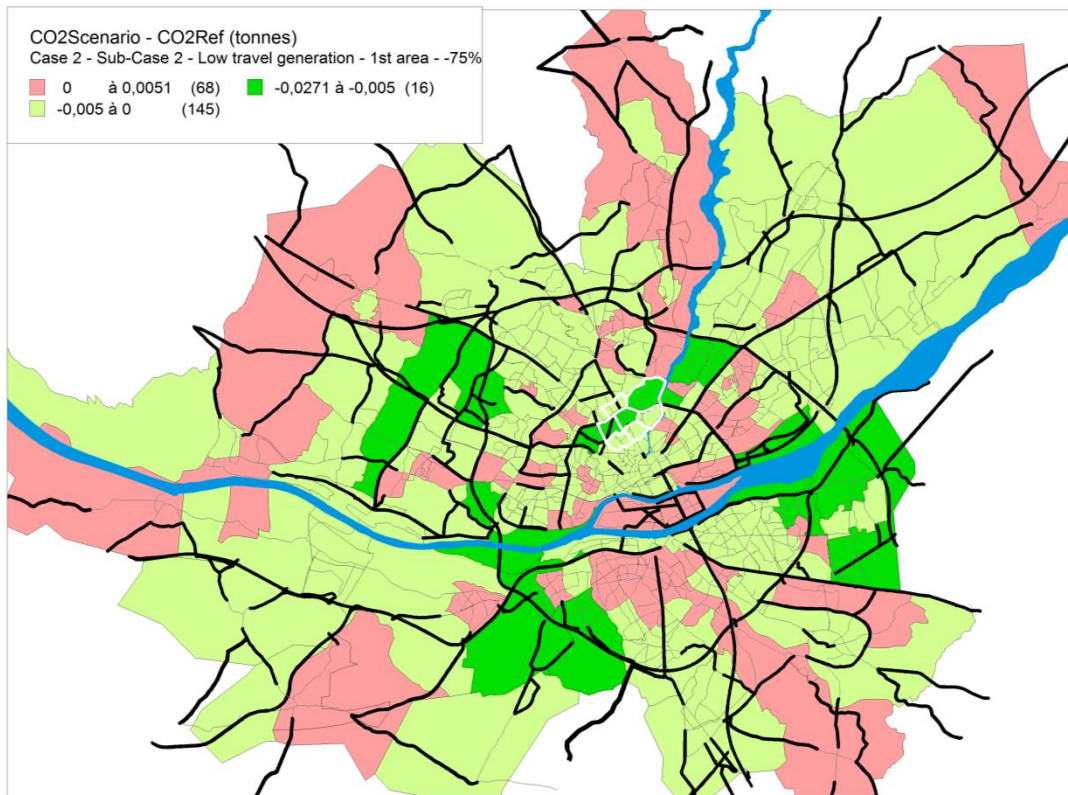 CO2Scenario - CO2Ref (tonnes)
Case 2 - Sub-Case 2 - Low travel generation - 1st area - -75%
0 à 0,0051 (68) -0,0271 à -0,005 (16)
-0,005 à 0 (145)